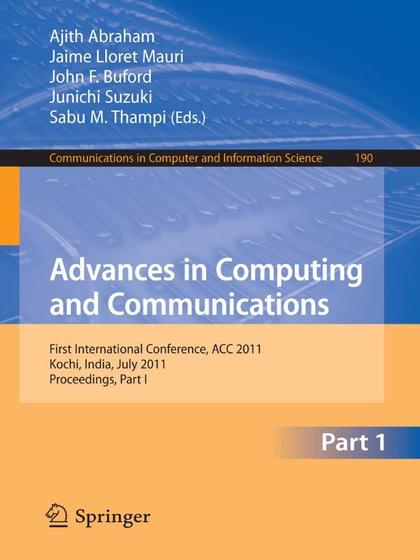 Ajith Abraham
Jaime Lloret Mauri
John F. Buford
Junichi Suzuki
Sabu M. Thampi (Eds.)
Communications in Computer and Information Science 190
Advances in Computing
and Communications
First International Conference, ACC 2011
Kochi, India, July 2011
Proceedings, Part I
Part 1
Springer